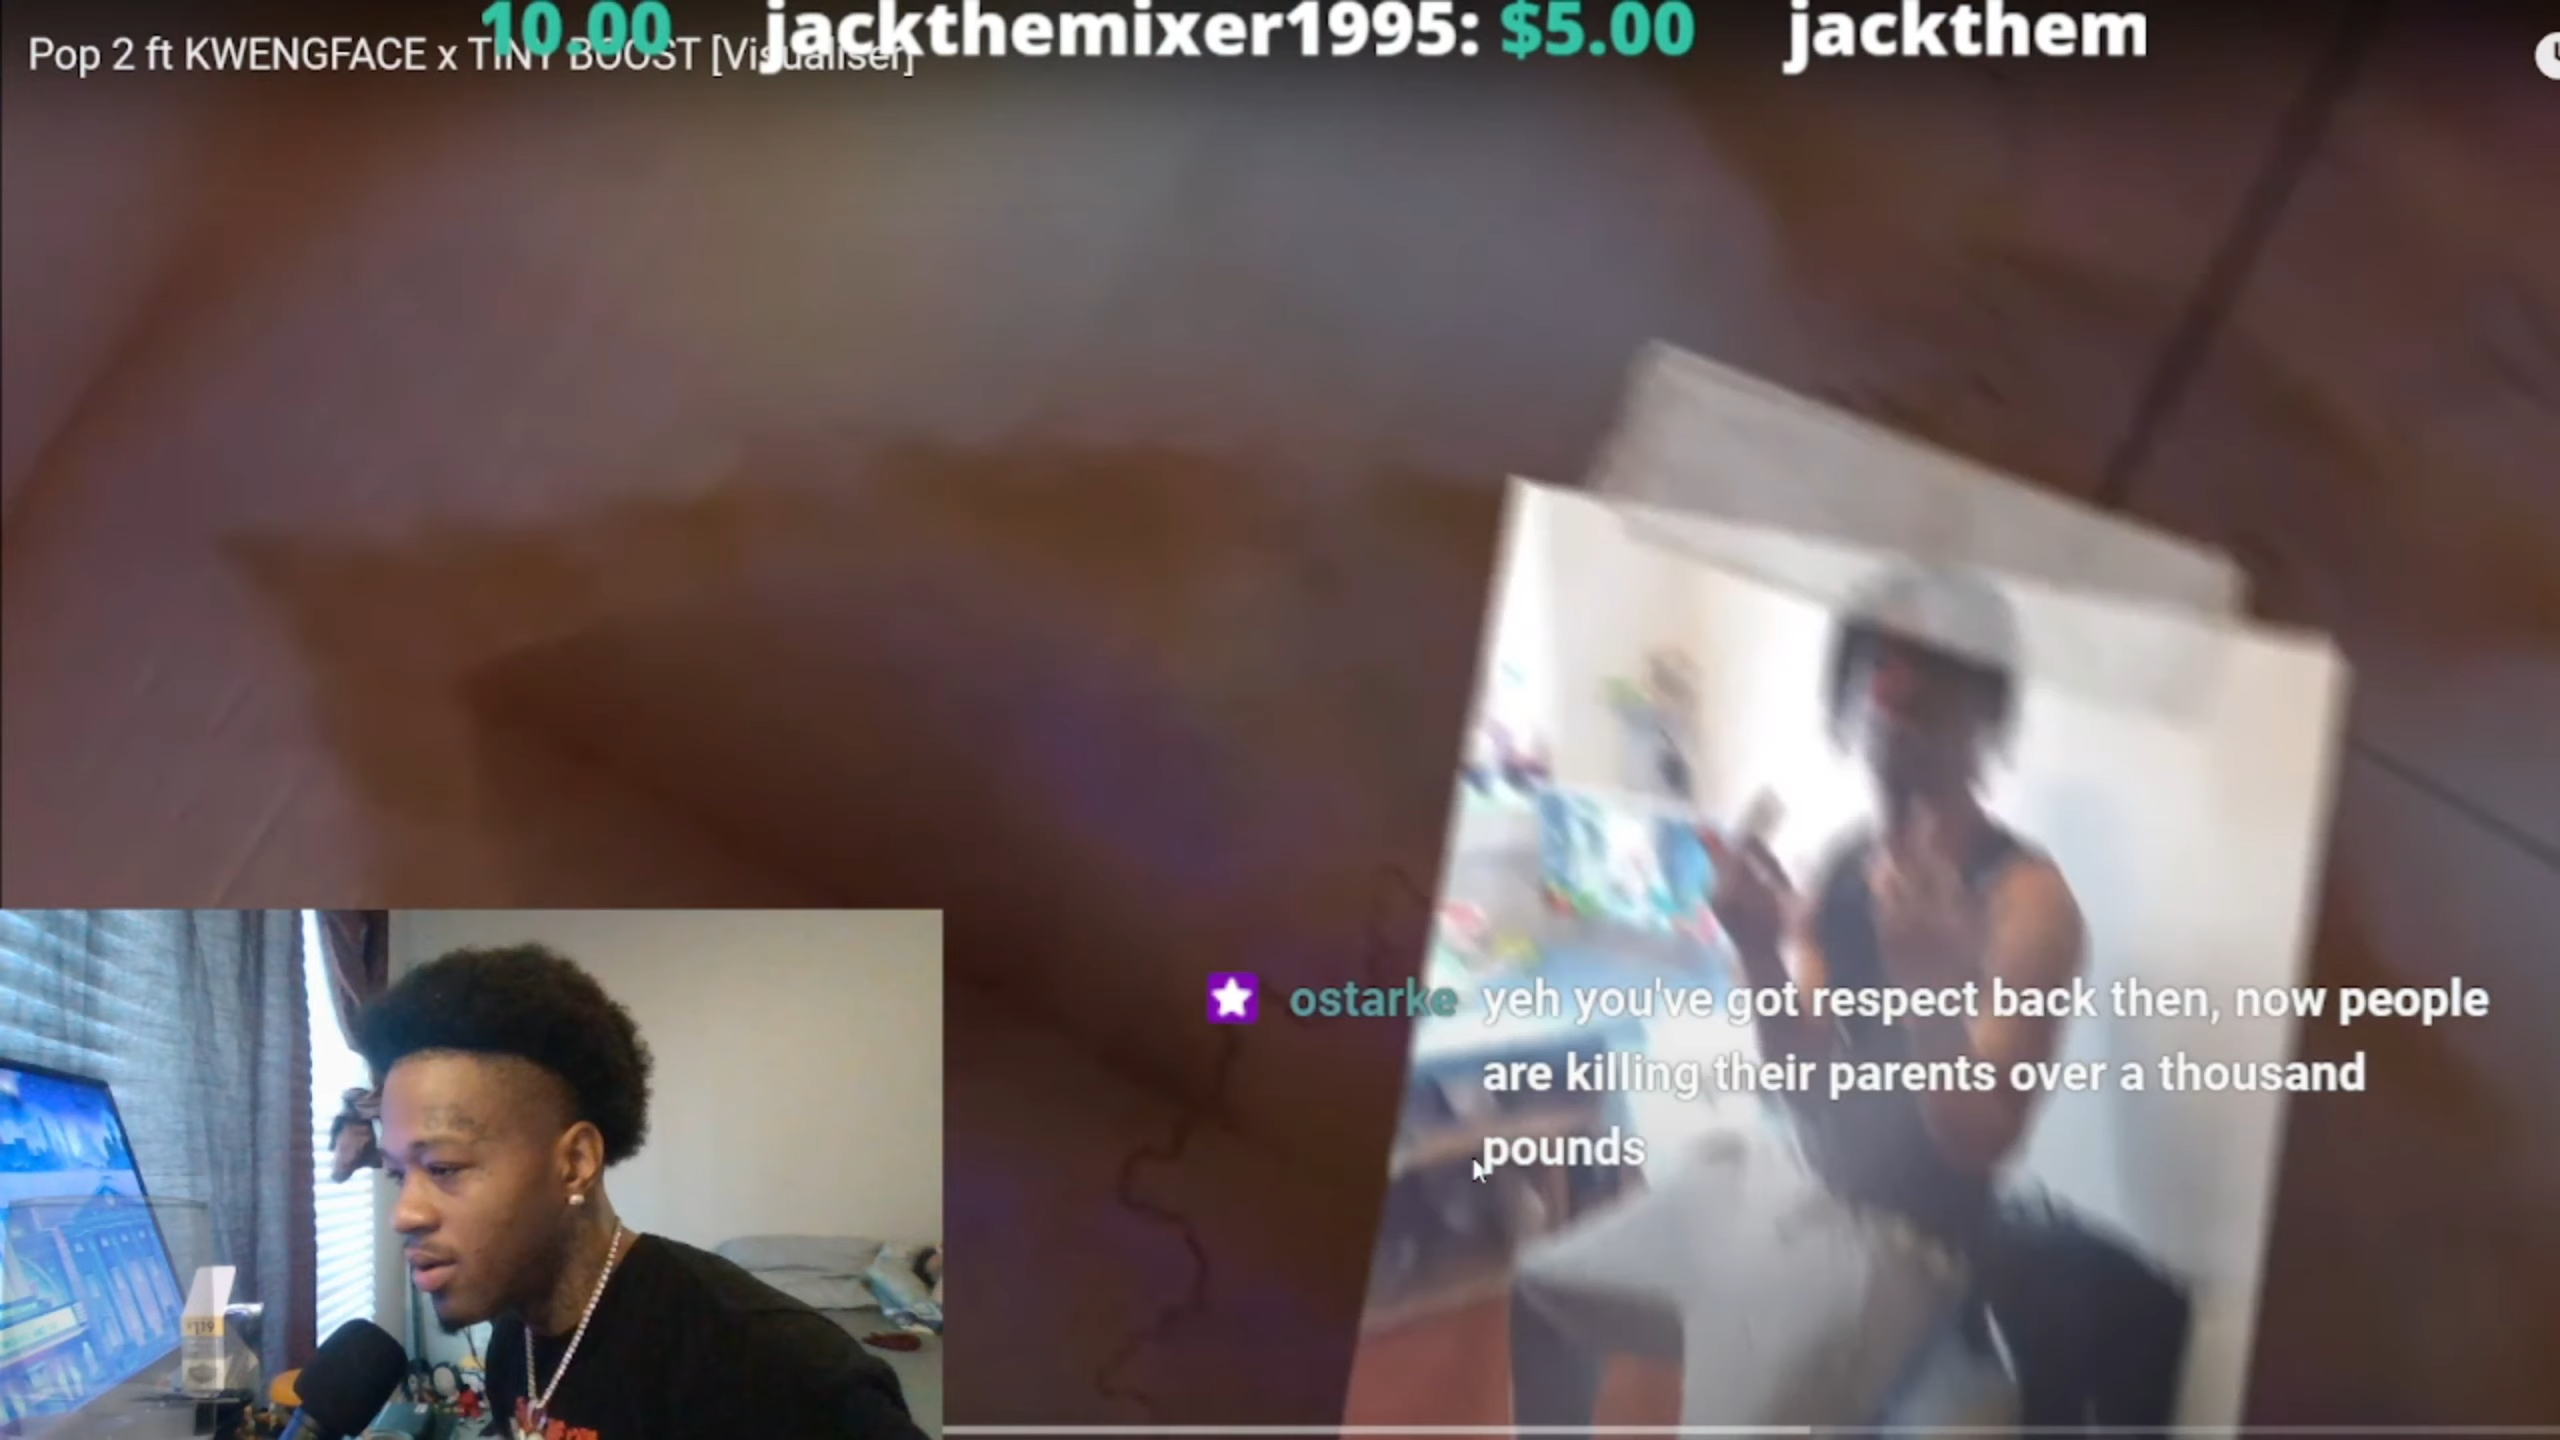 10.00 jackthemixer1995: $5.00 jackthem
Pop 2 ft KWENGFACE x TINY BOOST [Visualiser]
ostarke yeh you've got respect back then, now people
are killing their parents over a thousand
pounds